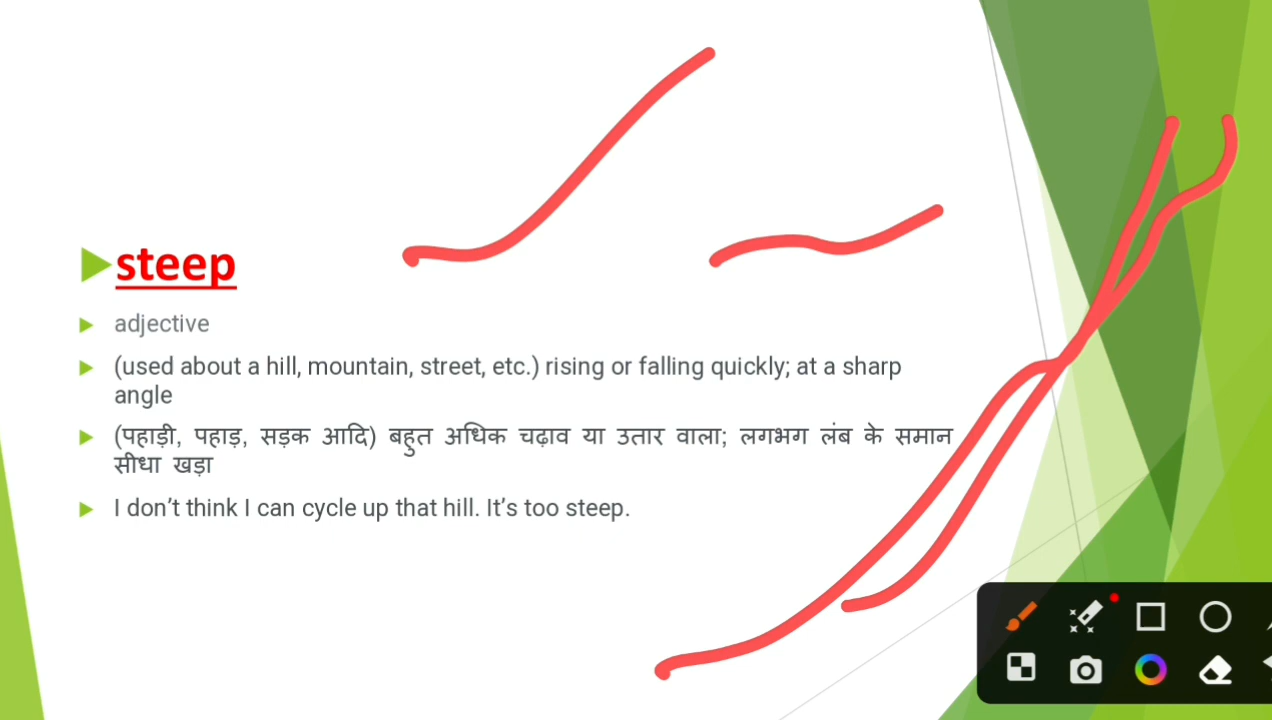 steep
adjective
(used about a hill, mountain, street, etc.) rising or falling quickly; at a sharp
angle
(पहाड़ी, पहाड़, सड़क आदि) बहुत अधिक चढ़ाव या उतार वाला; लगभग लंब के समान
सीधा खड़ा
I don’t think I can cycle up that hill. It’s too steep.